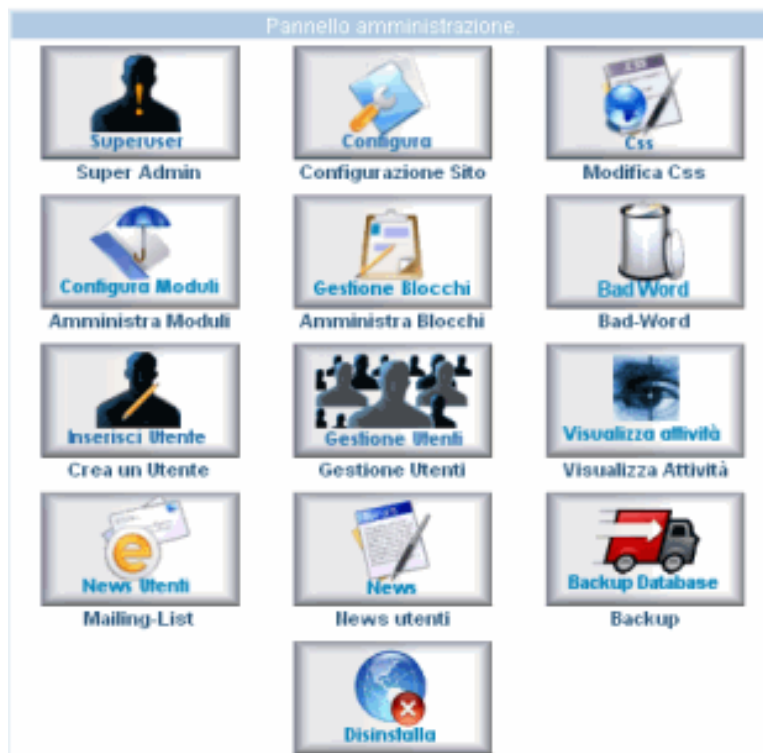 Pannello amministrazione.
Superuser
Configura
Css
Super Admin
Configurazione Sito
Modifica Css
Configura Moduli
Gestione Blocchi
Bad Word
Amministra Moduli
Amministra Blocchi
Bad-Word
Inserisci Utente
Gestione Utenti
Visualizza attività
Crea un Utente
Gestione Utenti
Visualizza Attività
News Utenti
News
Backup Database
Mailing-List
News utenti
Backup
Disinstalla